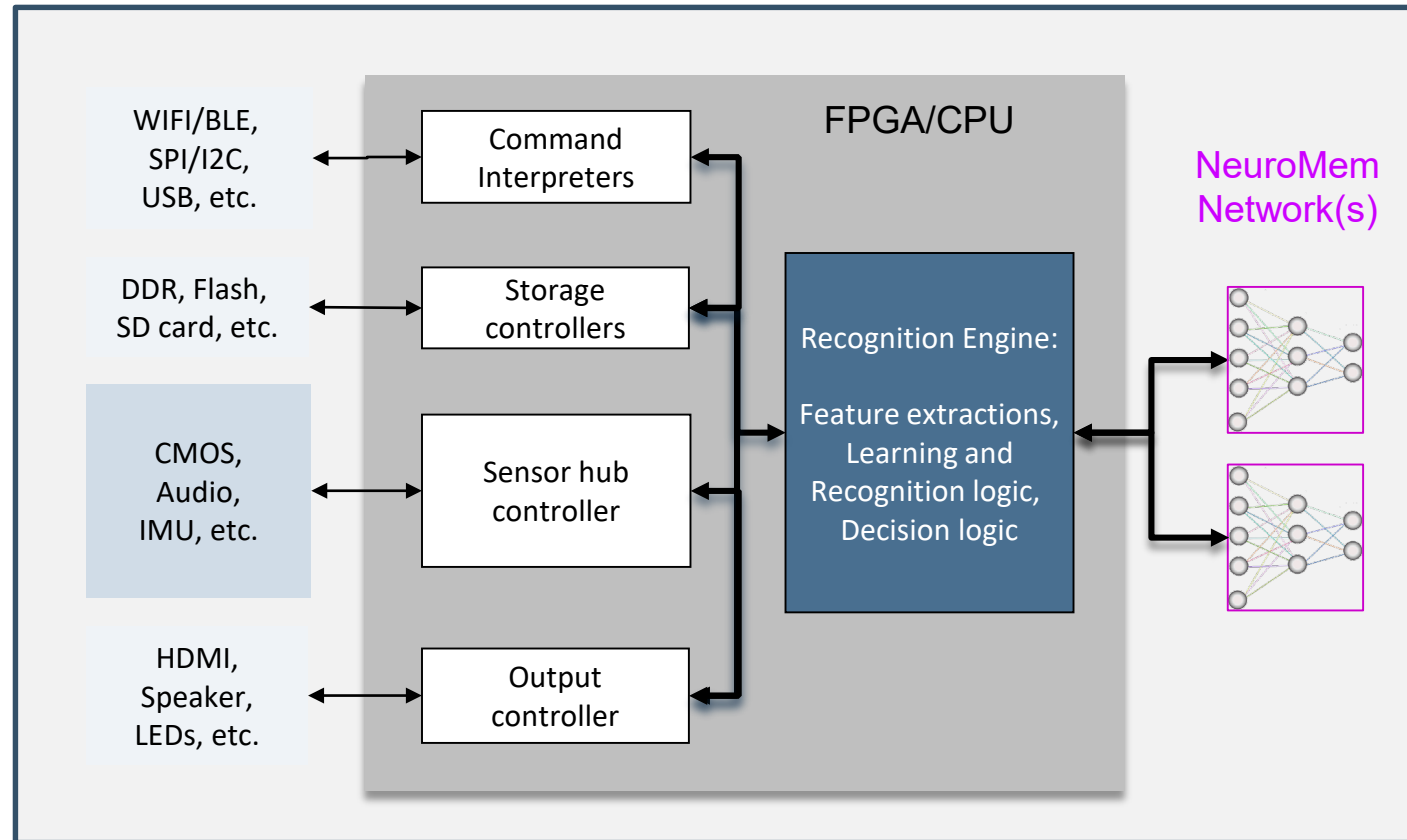 WIFI/BLE,
SPI/I2C,
USB, etc.
Command
Interpreters
FPGA/CPU
NeuroMem
Network(s)
DDR, Flash,
SD card, etc.
Storage
controllers
CMOS,
Audio,
IMU, etc.
Sensor hub
controller
Recognition Engine:
Feature extractions,
Learning and
Recognition logic,
Decision logic
HDMI,
Speaker,
LEDs, etc.
Output
controller